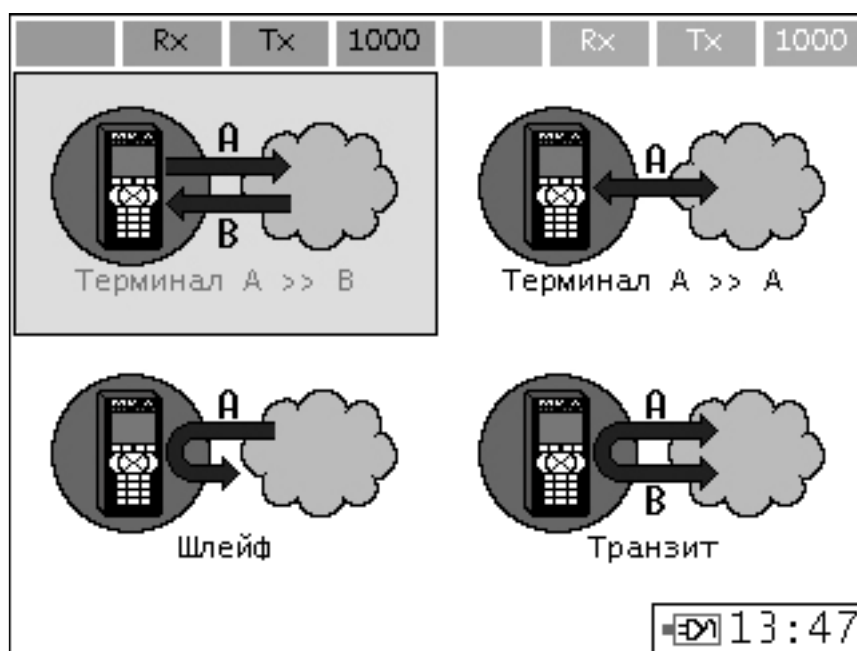 Rx Tx 1000 Rx Tx 1000
A A
B
Терминал A >> B Терминал A >> A
A A
B
Шлейф Транзит
13:47